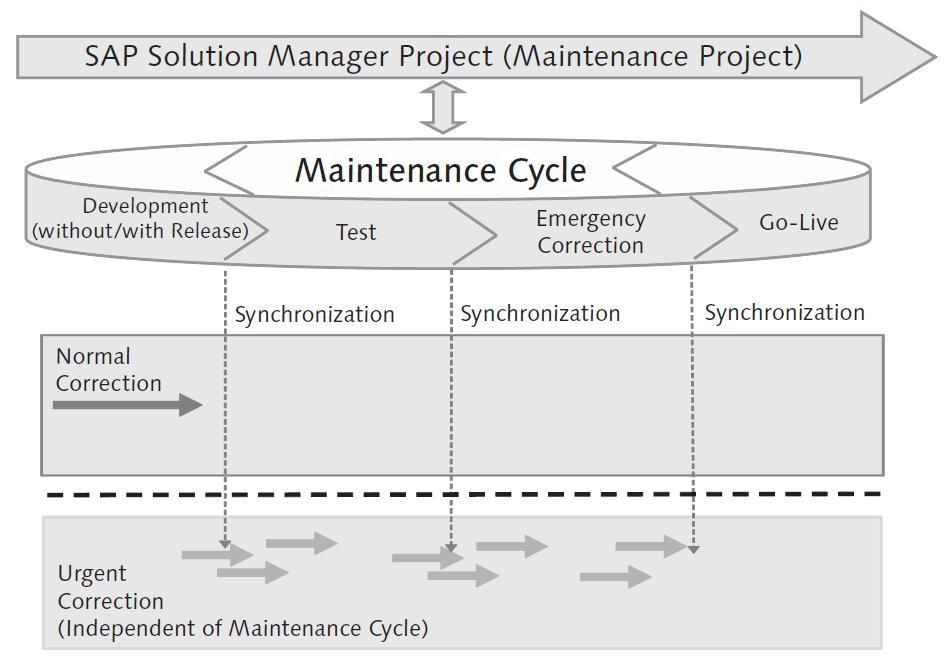 SAP Solution Manager Project (Maintenance Project)
Maintenance Cycle
Development
(without/with Release)
Test
Emergency
Correction
Go-Live
Synchronization
Synchronization
Synchronization
Normal
Correction
Urgent
Correction
(Independent of Maintenance Cycle)